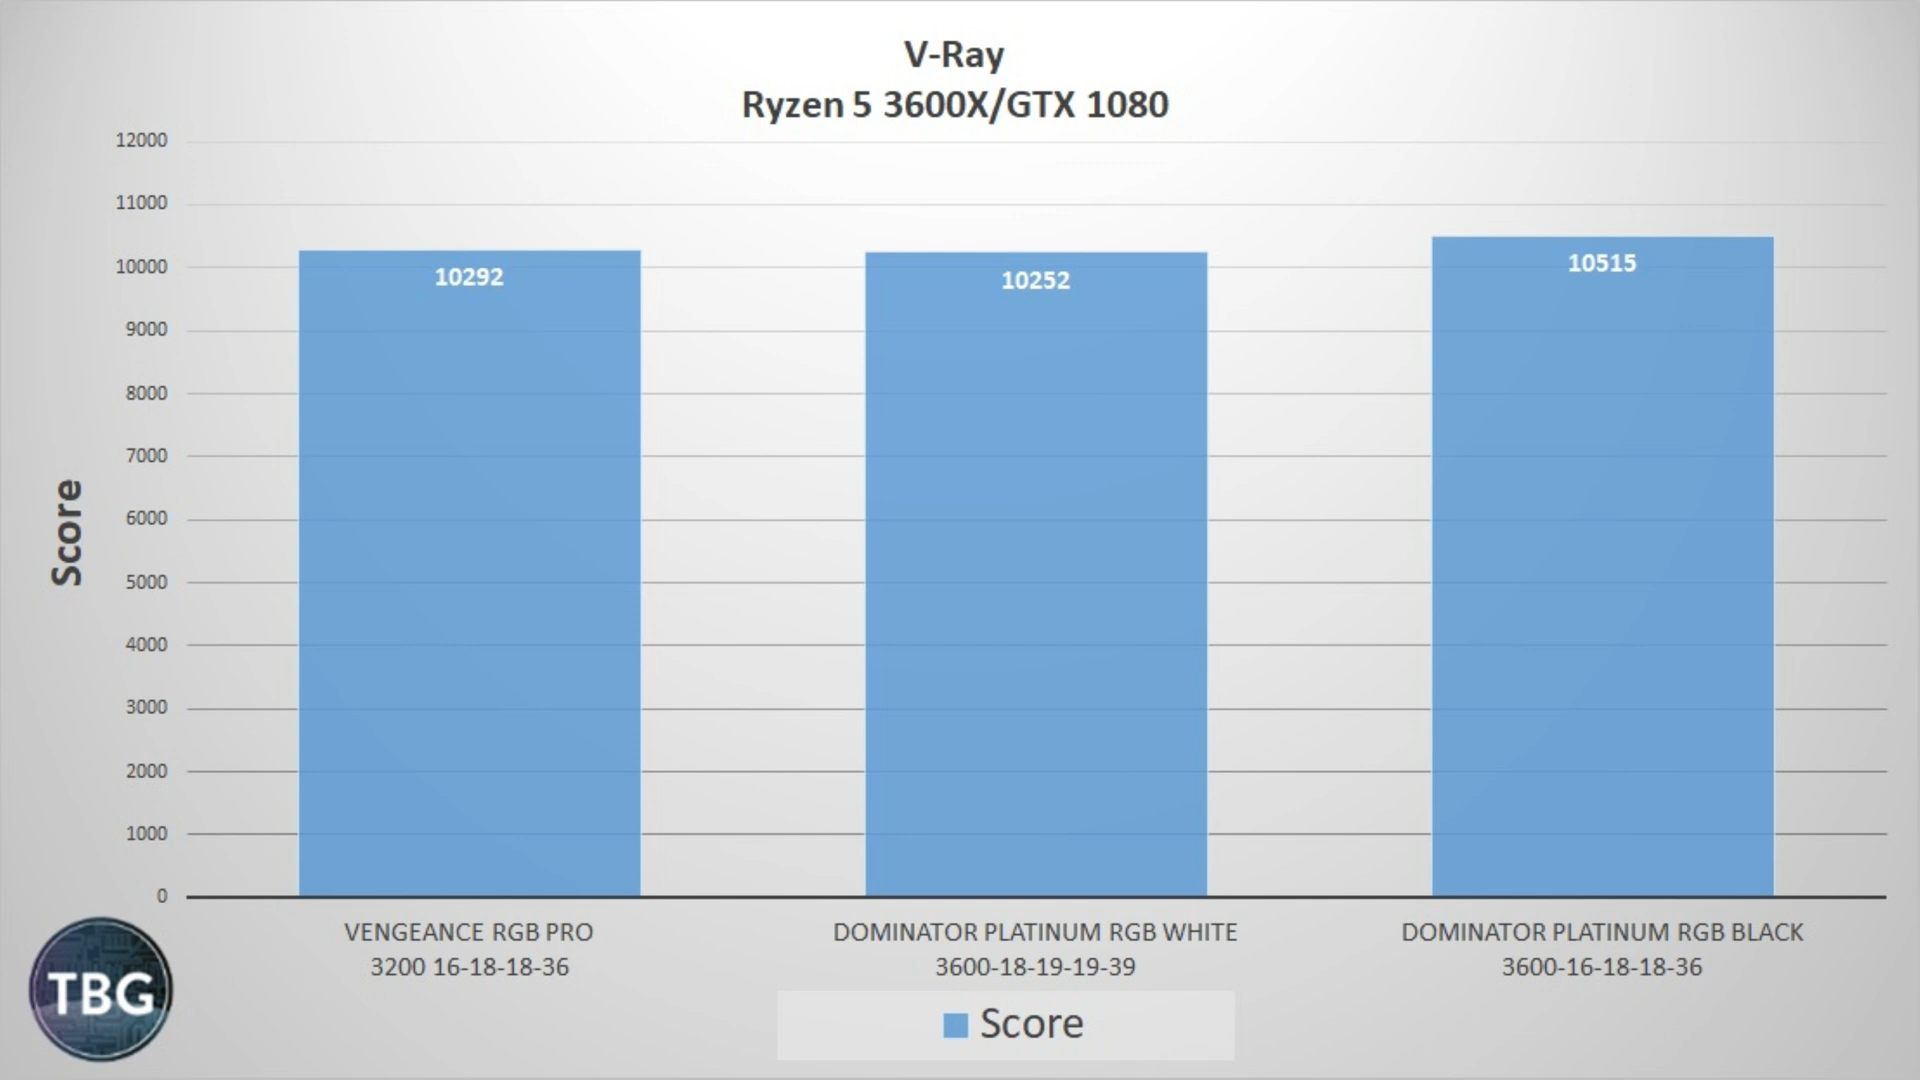 V-Ray
Ryzen 5 3600X/GTX 1080
12000
11000
10000
9000
8000
7000
6000
5000
4000
3000
2000
1000
0
Score
10292
10252
10515
VENGEANCE RGB PRO
3200 16-18-18-36
DOMINATOR PLATINUM RGB WHITE
3600-18-19-19-39
DOMINATOR PLATINUM RGB BLACK
3600-16-18-18-36
Score
TBG